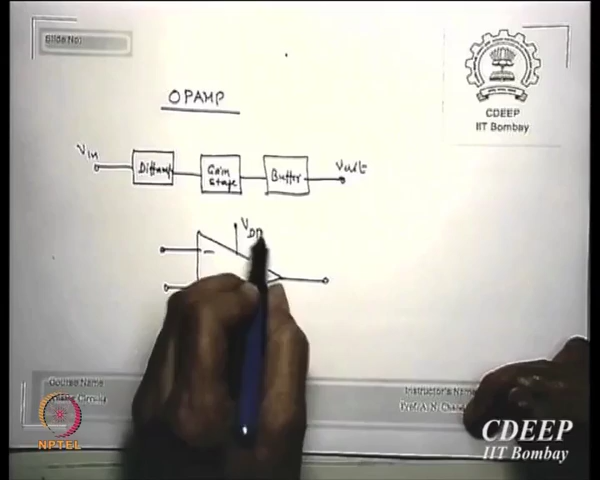 Slide No:
CDEEP
IIT Bombay
OPAMP
Vin
Diffamp
Gain
Stage
Buffer
Vout
VDD
−
Course Name
Instructor's Name
NPTEL
CDEEP
IIT Bombay